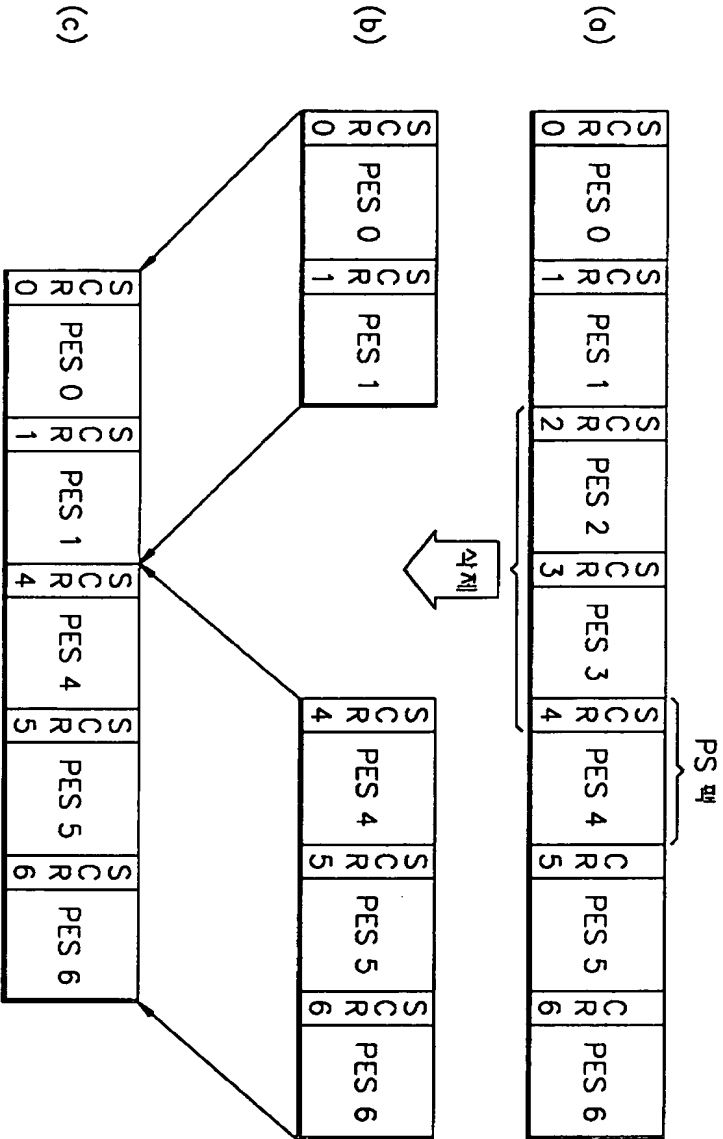 PS 팩
(a) SCR 0 PES 0 SCR 1 PES 1 SCR 2 PES 2 SCR 3 PES 3 SCR 4 PES 4 CR 5 PES 5 CR 6 PES 6
삭제
(b) SCR 0 PES 0 SCR 1 PES 1 SCR 4 PES 4 SCR 5 PES 5 SCR 6 PES 6
(c) SCR 0 PES 0 SCR 1 PES 1 SCR 4 PES 4 SCR 5 PES 5 SCR 6 PES 6